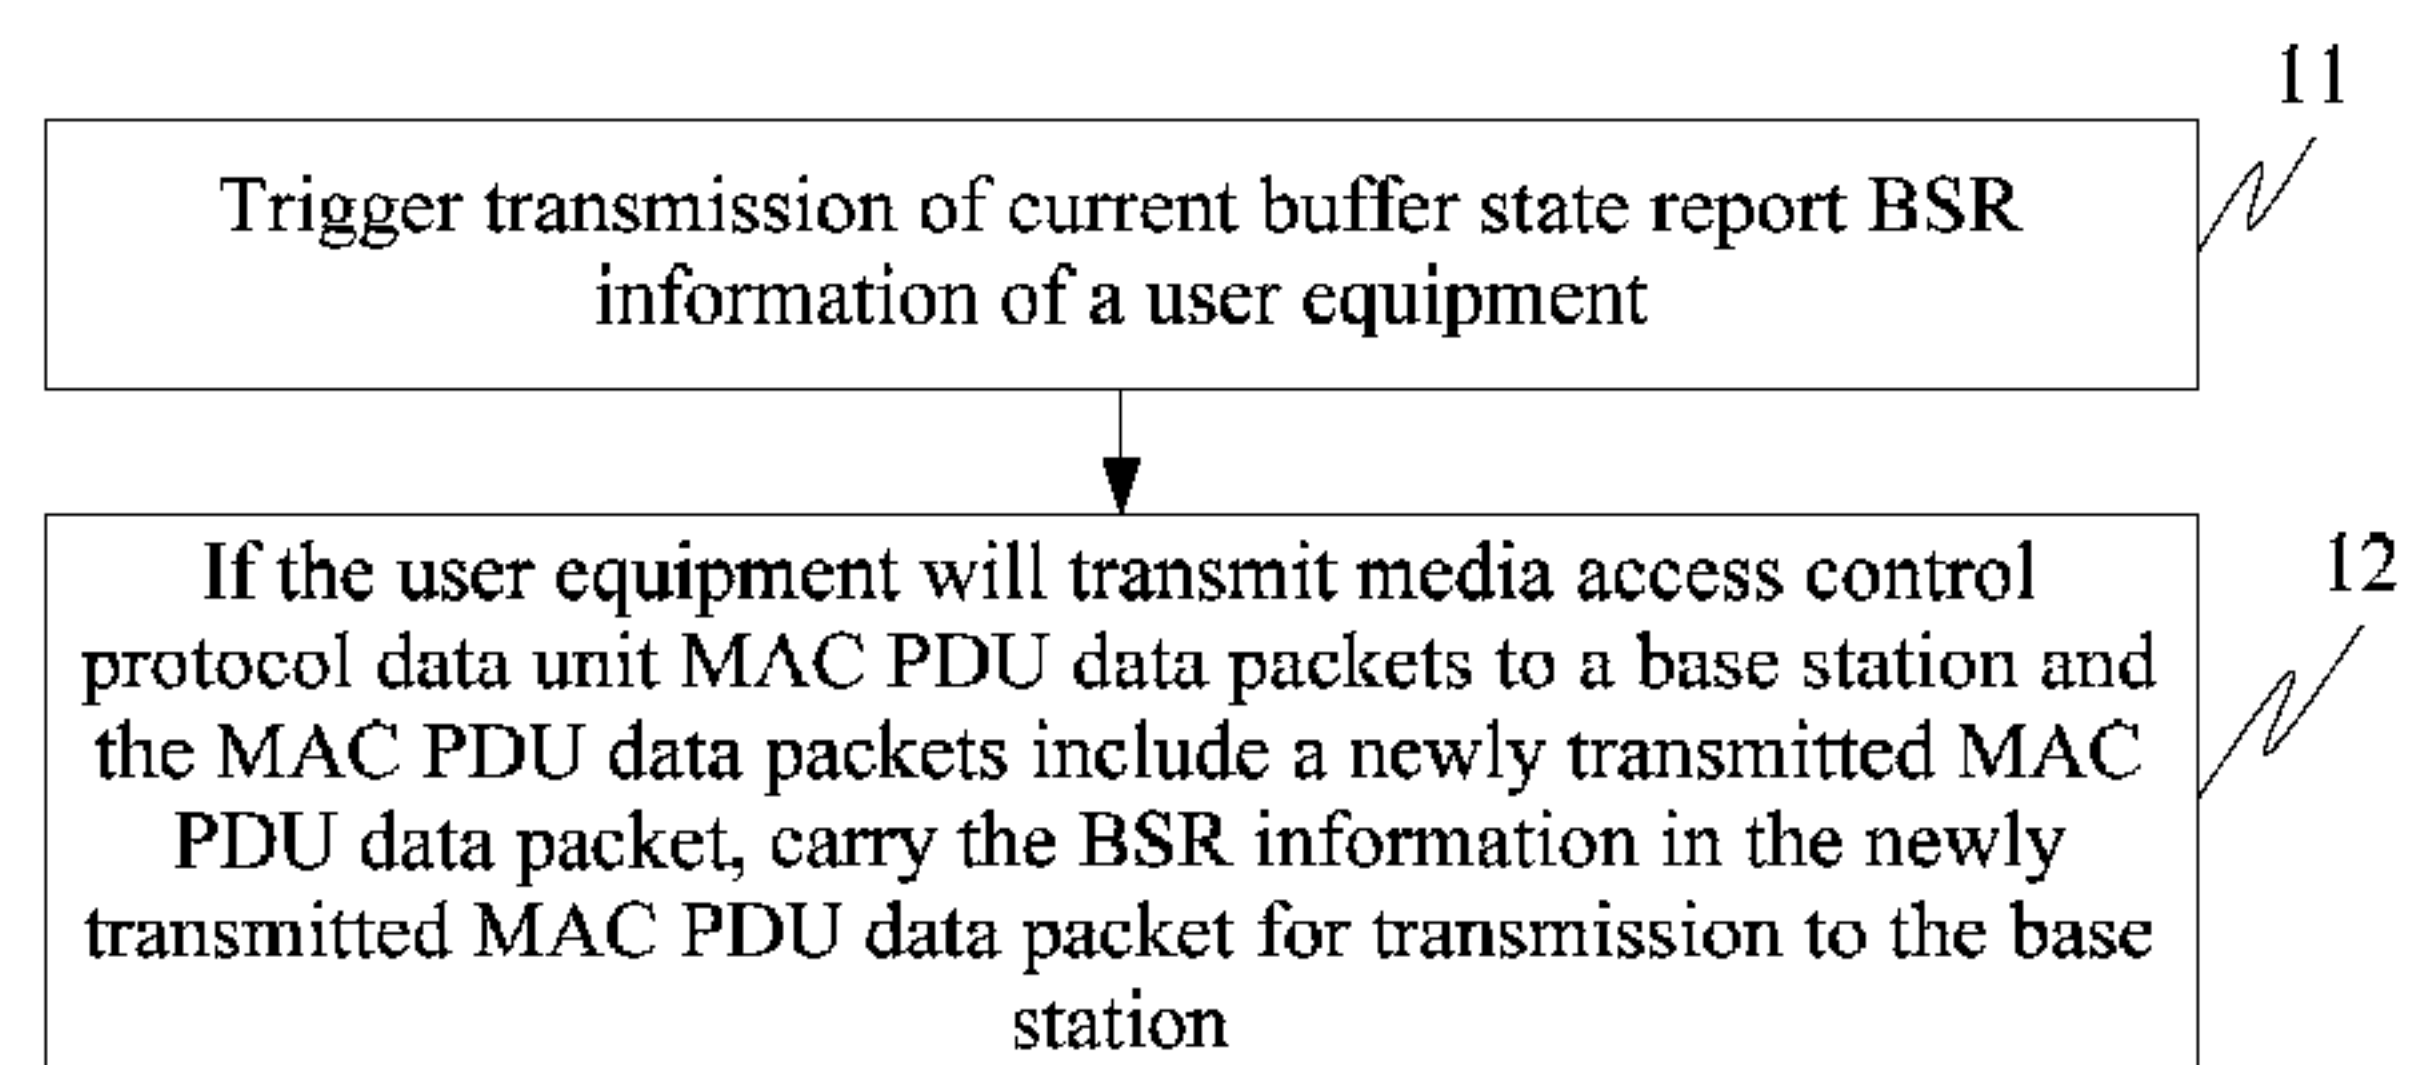 11
Trigger transmission of current buffer state report BSR
information of a user equipment
If the user equipment will transmit media access control
12
protocol data unit MAC PDU data packets to a base station and
the MAC PDU data packets include a newly transmitted MAC
PDU data packet, carry the BSR information in the newly
transmitted MAC PDU data packet for transmission to the base
station